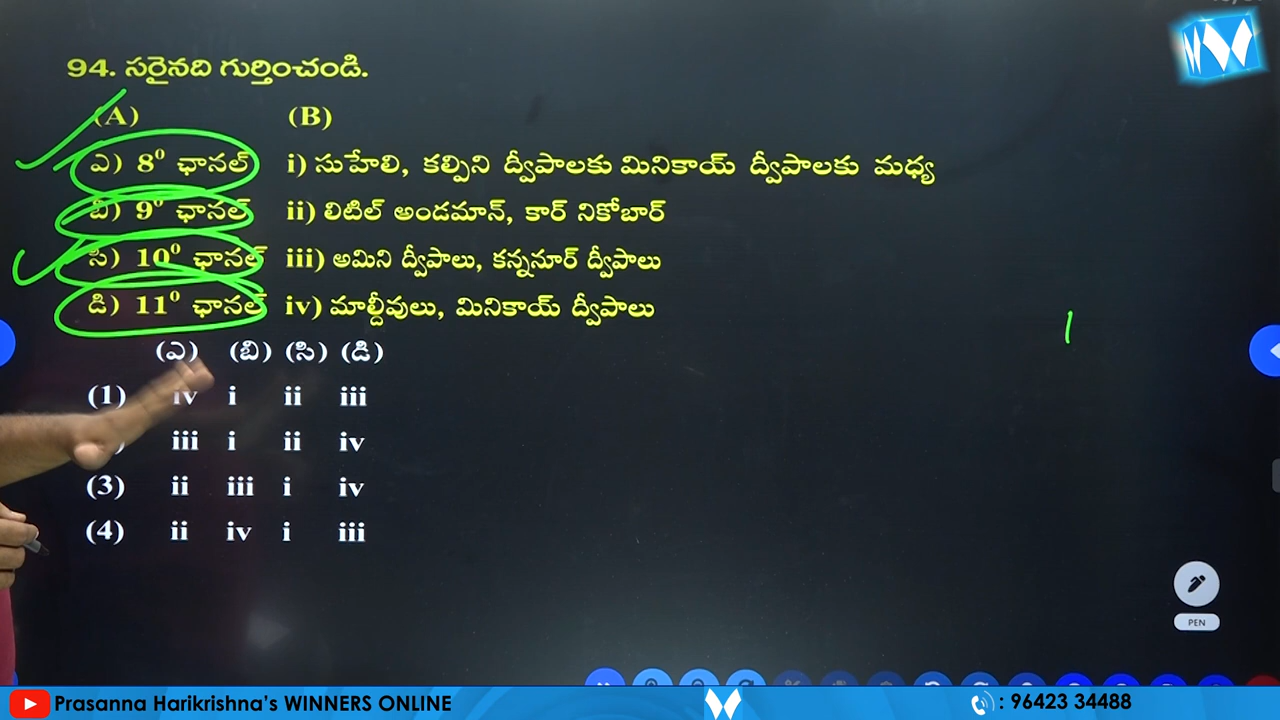 94. సరైనది గుర్తించండి.
(A) (B)
ఎ) 8⁰ ఛానల్ i) సుహేలి, కల్పిని ద్వీపాలకు మినికాయ్ ద్వీపాలకు మధ్య
బి) 9⁰ ఛానల్ ii) లిటిల్ అండమాన్, కార్ నికోబార్
సి) 10⁰ ఛానల్ iii) అమిని ద్వీపాలు, కన్ననూర్ ద్వీపాలు
డి) 11⁰ ఛానల్ iv) మాల్దీవులు, మినికాయ్ ద్వీపాలు
(ఎ) (బి) (సి) (డి)
(1) iv i ii iii
iii i ii iv
(3) ii iii i iv
(4) ii iv i iii
PEN
Prasanna Harikrishna's WINNERS ONLINE : 96423 34488